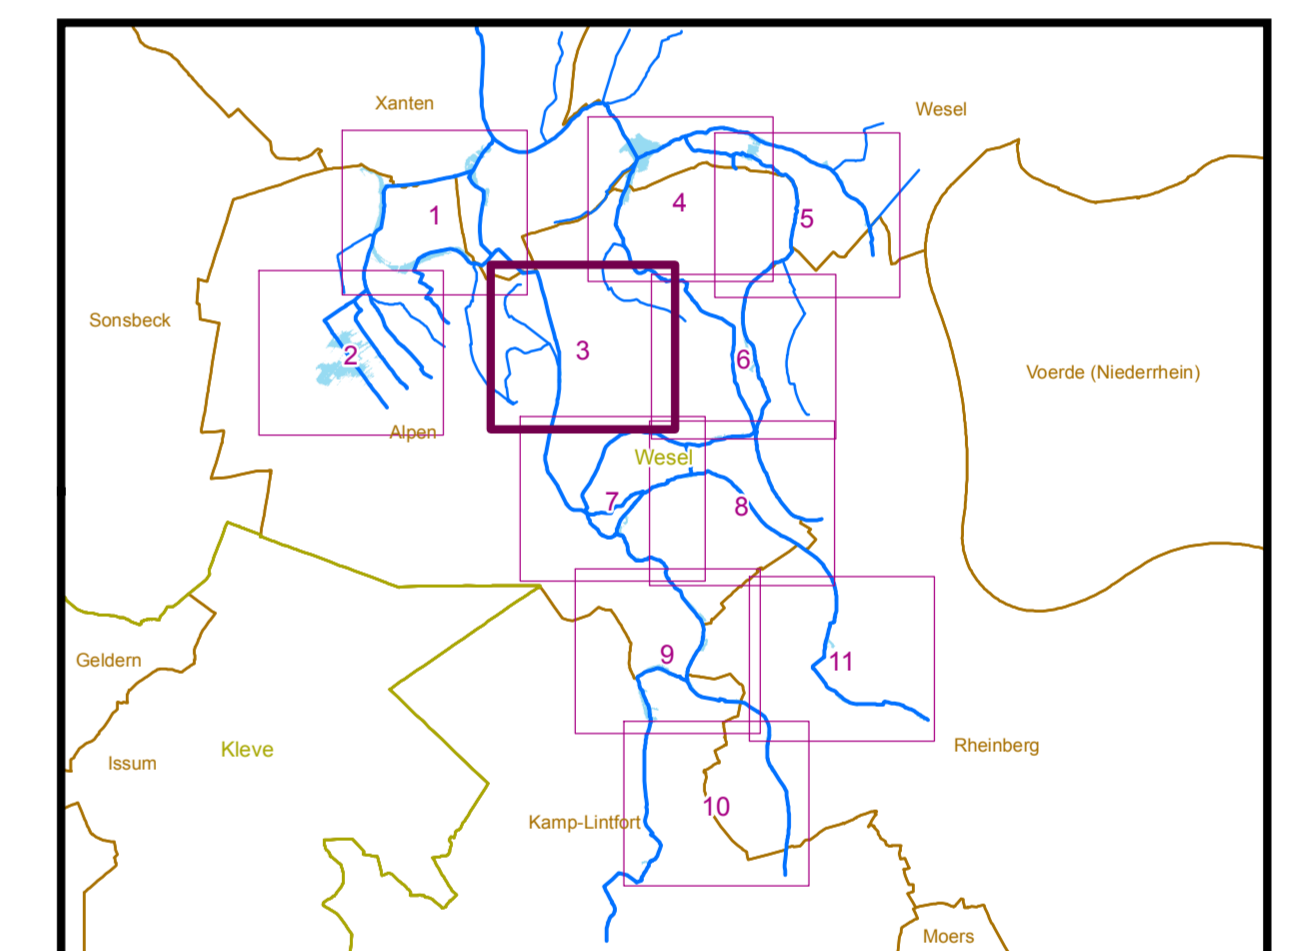 Xanten
Wesel
1
4
5
Sonsbeck
2
3
6
Voerde (Niederrhein)
Alpen
Wesel
7
8
Geldern
9
11
Kleve
Issum
Rheinberg
10
Kamp-Lintfort
Moers